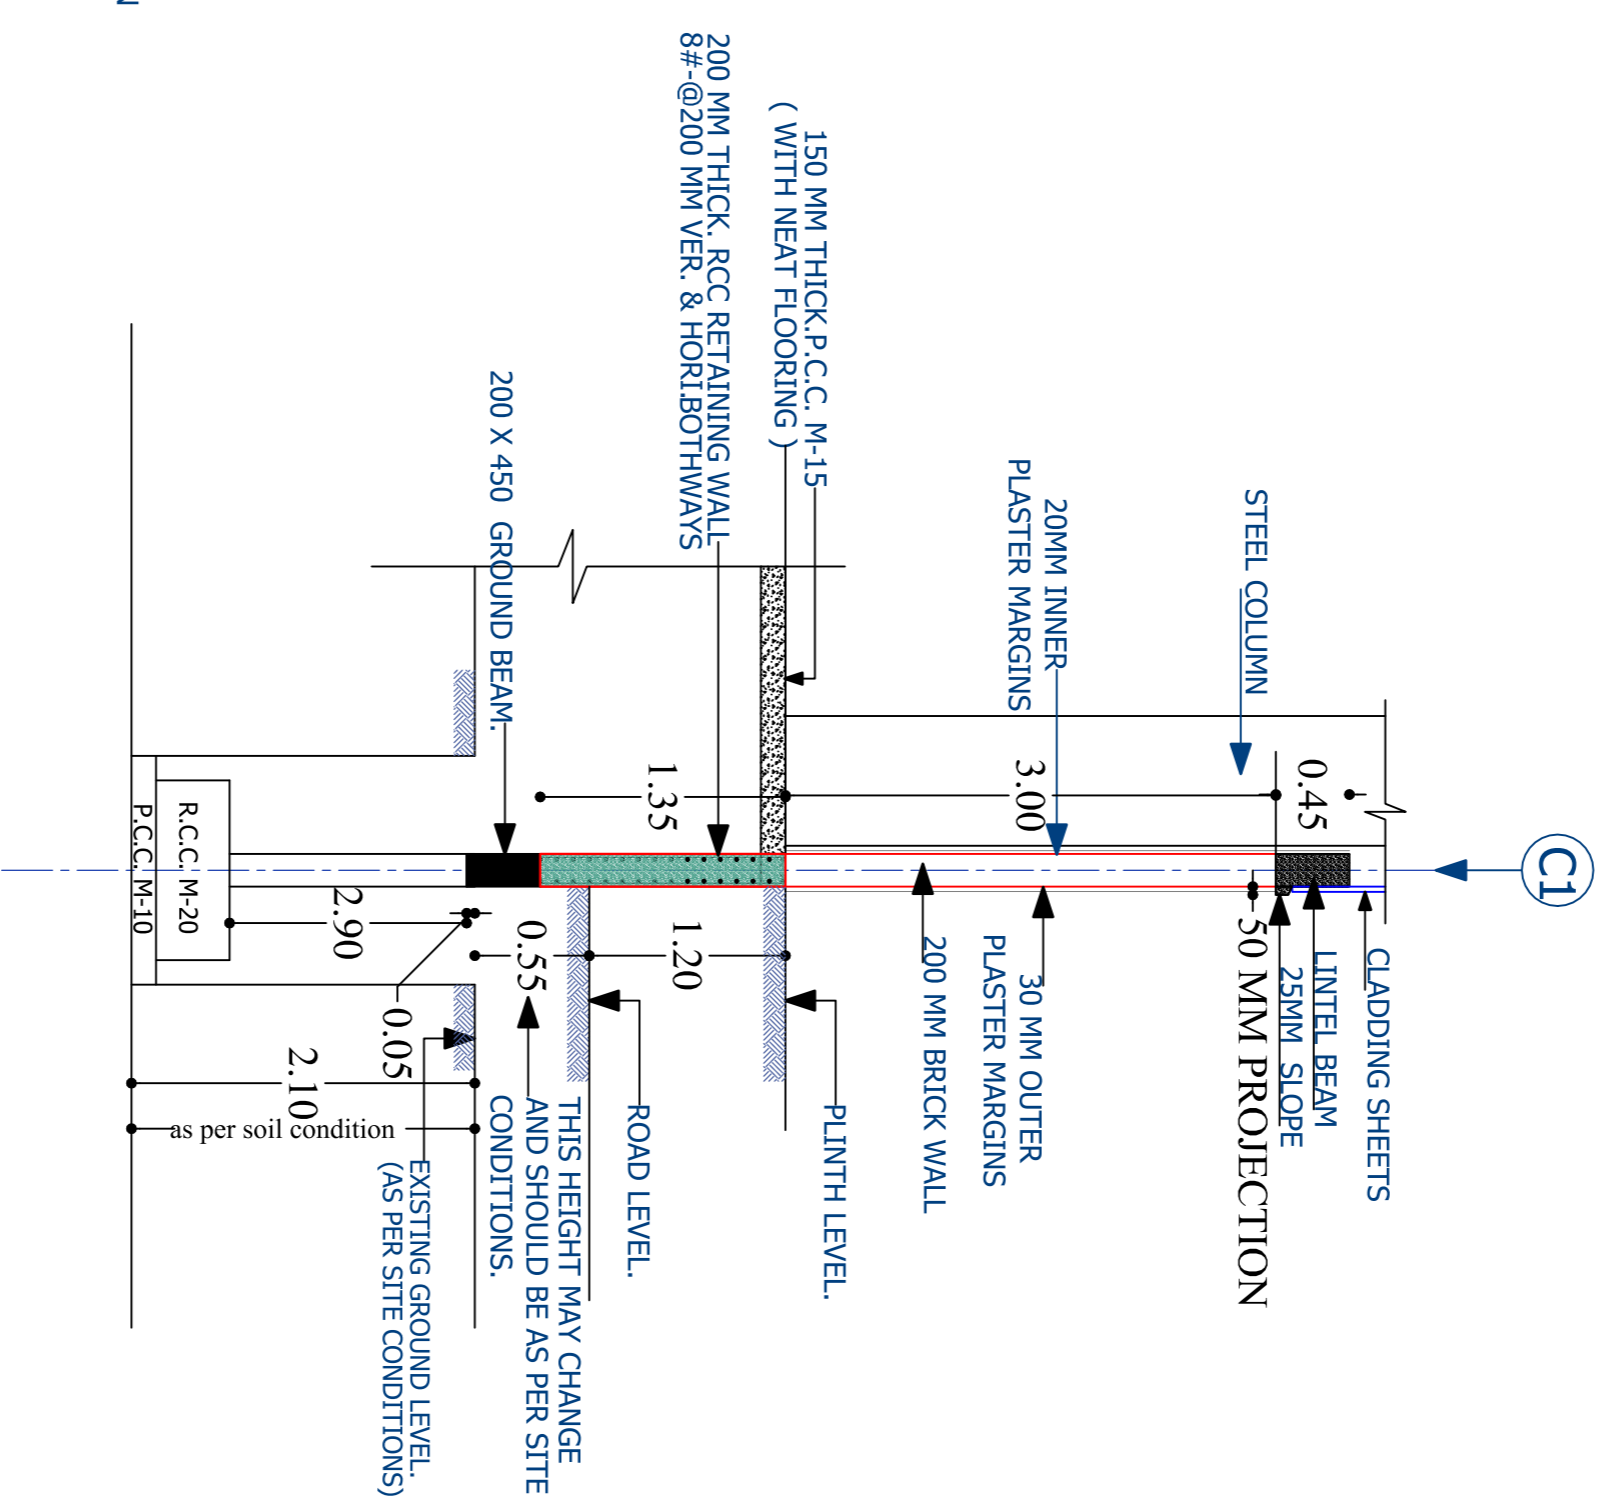 C1
CLADDING SHEETS
LINTEL BEAM
25MM SLOPE
50 MM PROJECTION
0.45
STEEL COLUMN
20MM INNER
PLASTER MARGINS
3.00
30 MM OUTER
PLASTER MARGINS
200 MM BRICK WALL
150 MM THICK.P.C.C. M-15
( WITH NEAT FLOORING )
PLINTH LEVEL.
200 MM THICK. RCC RETAINING WALL
8#-@200 MM VER. & HORI.BOTHWAYS
1.35
1.20
ROAD LEVEL.
0.55
THIS HEIGHT MAY CHANGE
AND SHOULD BE AS PER SITE
CONDITIONS.
200 X 450 GROUND BEAM.
0.05
EXISTING GROUND LEVEL.
(AS PER SITE CONDITIONS)
2.90
2.10
as per soil condition
R.C.C. M-20
P.C.C. M-10